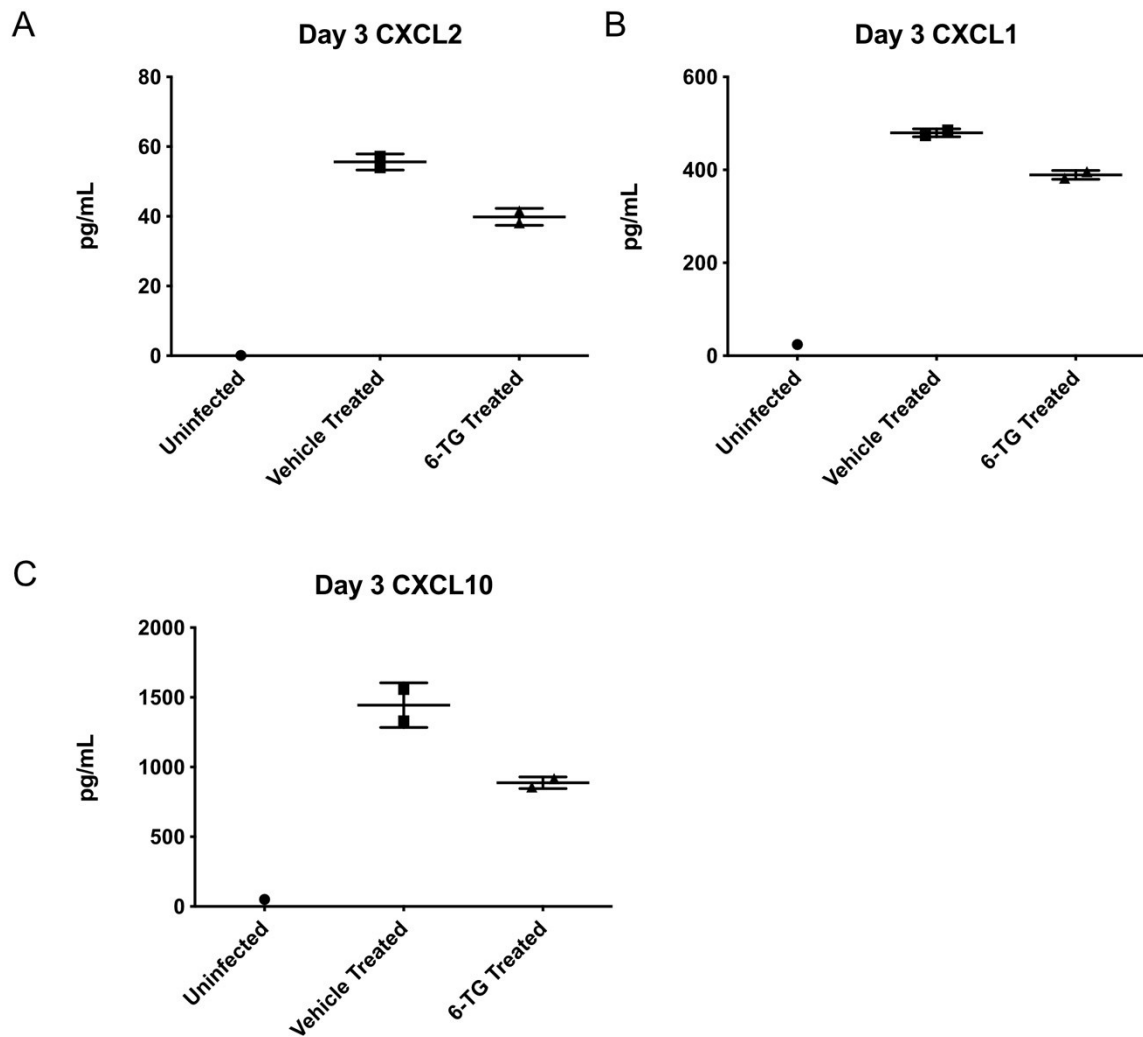 A
Day 3 CXCL2
80
60
40
20
0
pg/mL
Uninfected
Vehicle Treated
6-TG Treated
B
Day 3 CXCL1
600
400
200
0
pg/mL
Uninfected
Vehicle Treated
6-TG Treated
C
Day 3 CXCL10
2000
1500
1000
500
0
pg/mL
Uninfected
Vehicle Treated
6-TG Treated